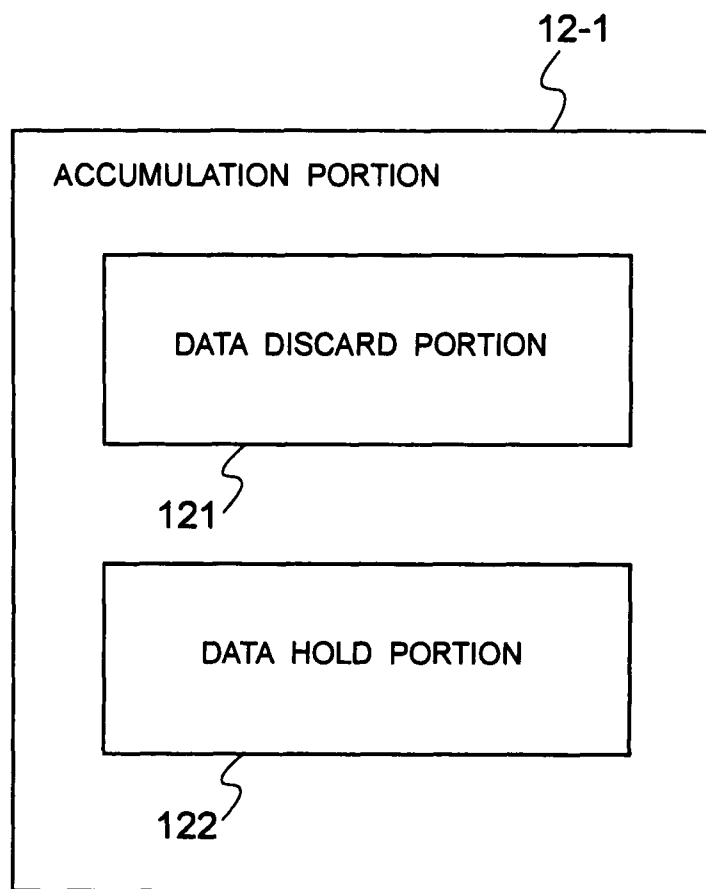 12-1
ACCUMULATION PORTION
DATA DISCARD PORTION
121
DATA HOLD PORTION
122